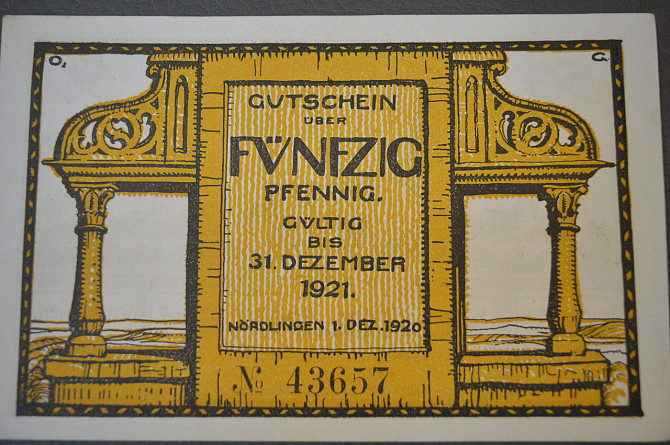 O. G.
GUTSCHEIN
ÜBER
FÜNFZIG
PFENNIG.
GÜLTIG
BIS
31. DEZEMBER
1921.
NÖRDLINGEN 1. DEZ. 1920
№ 43657